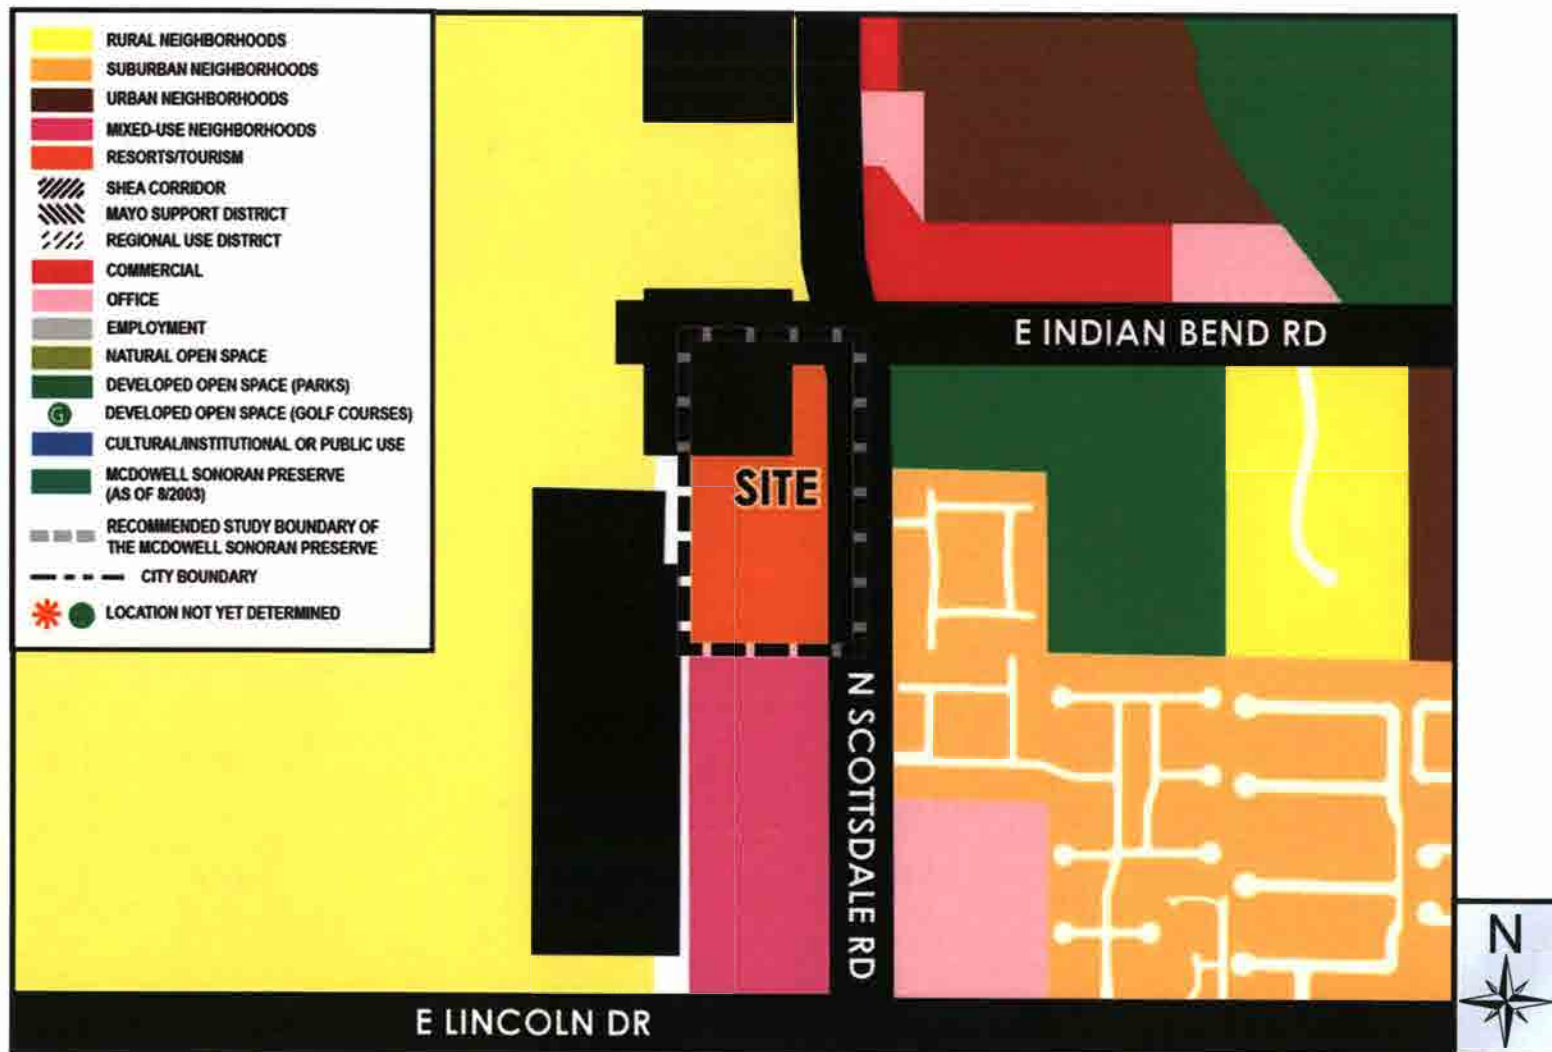 RURAL NEIGHBORHOODS
SUBURBAN NEIGHBORHOODS
URBAN NEIGHBORHOODS
MIXED-USE NEIGHBORHOODS
RESORTS/TOURISM
SHEA CORRIDOR
MAYO SUPPORT DISTRICT
REGIONAL USE DISTRICT
COMMERCIAL
OFFICE
EMPLOYMENT
NATURAL OPEN SPACE
DEVELOPED OPEN SPACE (PARKS)
G DEVELOPED OPEN SPACE (GOLF COURSES)
CULTURAL/INSTITUTIONAL OR PUBLIC USE
MCDOWELL SONORAN PRESERVE
(AS OF 8/2003)
RECOMMENDED STUDY BOUNDARY OF
THE MCDOWELL SONORAN PRESERVE
CITY BOUNDARY
LOCATION NOT YET DETERMINED
E INDIAN BEND RD
SITE
N SCOTTSDALE RD
E LINCOLN DR
N